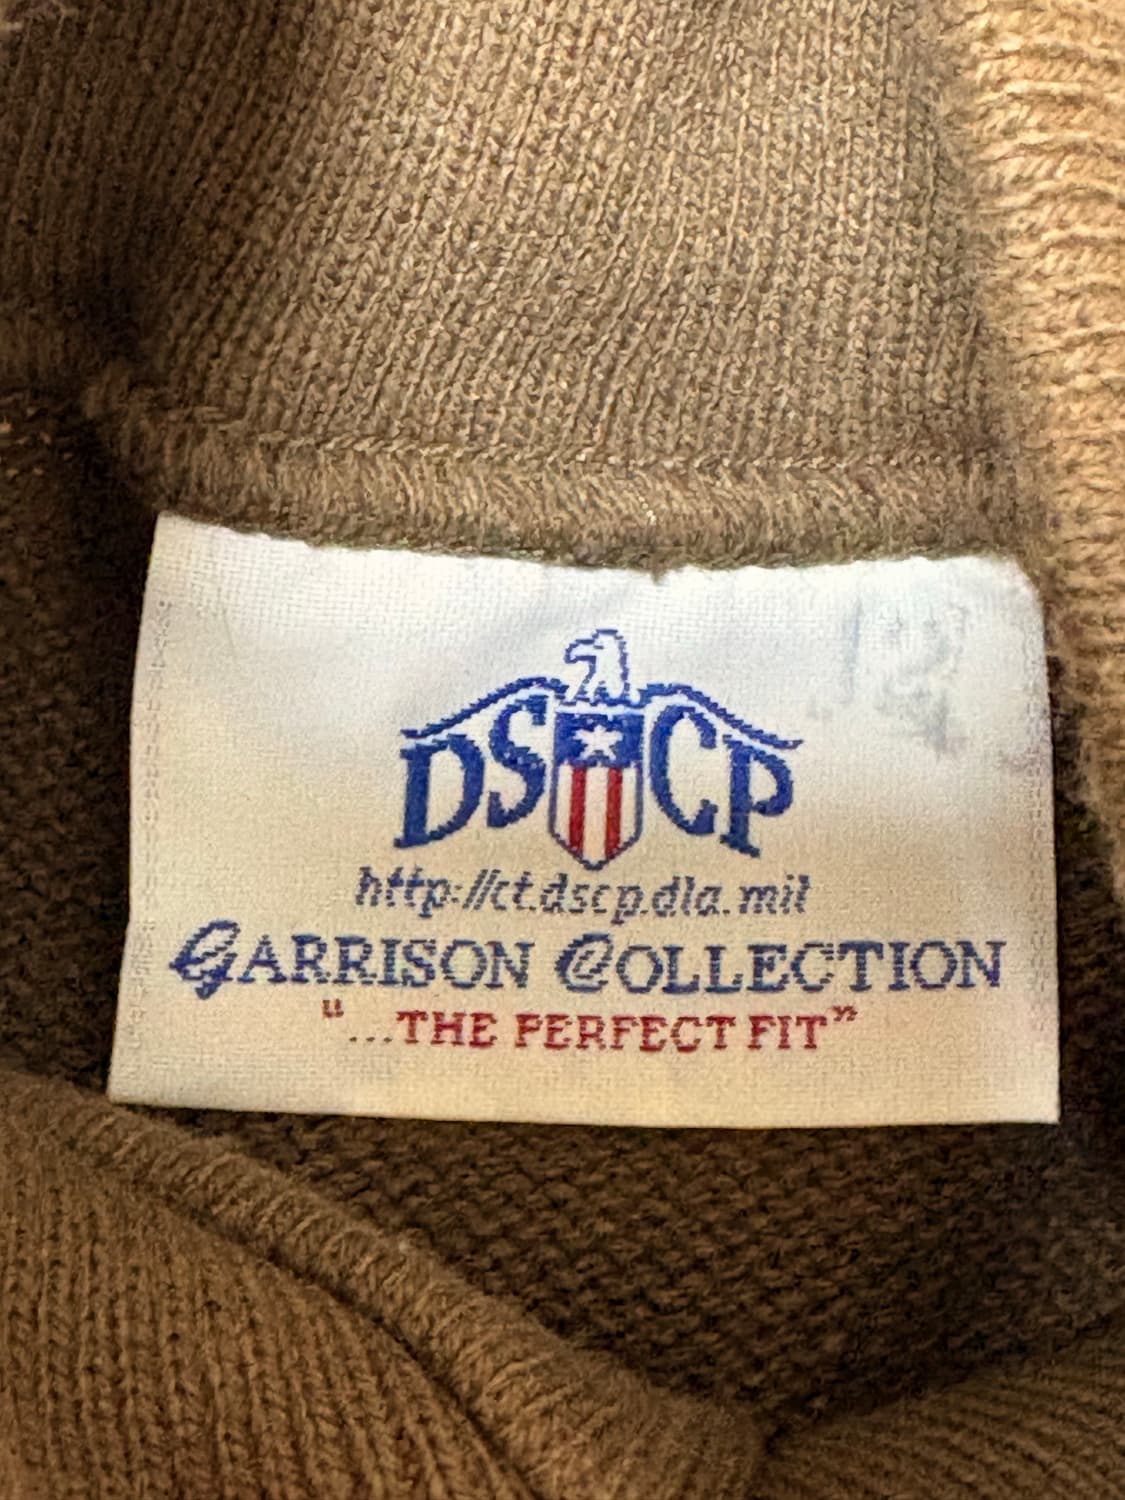 DSCP
http://ct.dscp.dla.mil
GARRISON COLLECTION
"...THE PERFECT FIT"